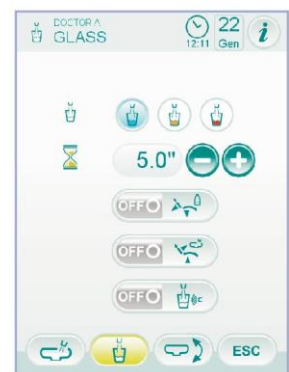 DOCTOR A
GLASS
12:11
22
Gen
i
5.0"
OFF
OFF
OFF
ESC